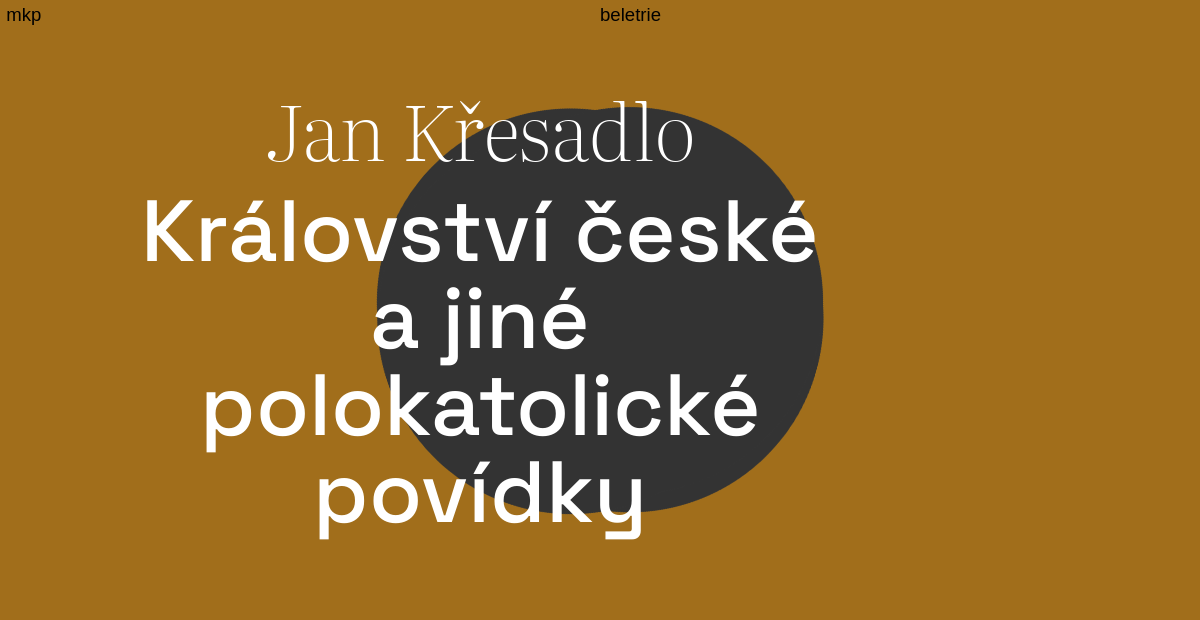 mkp
beletrie
Jan Křesadlo
Království české
a jiné
polokatolické
povídky